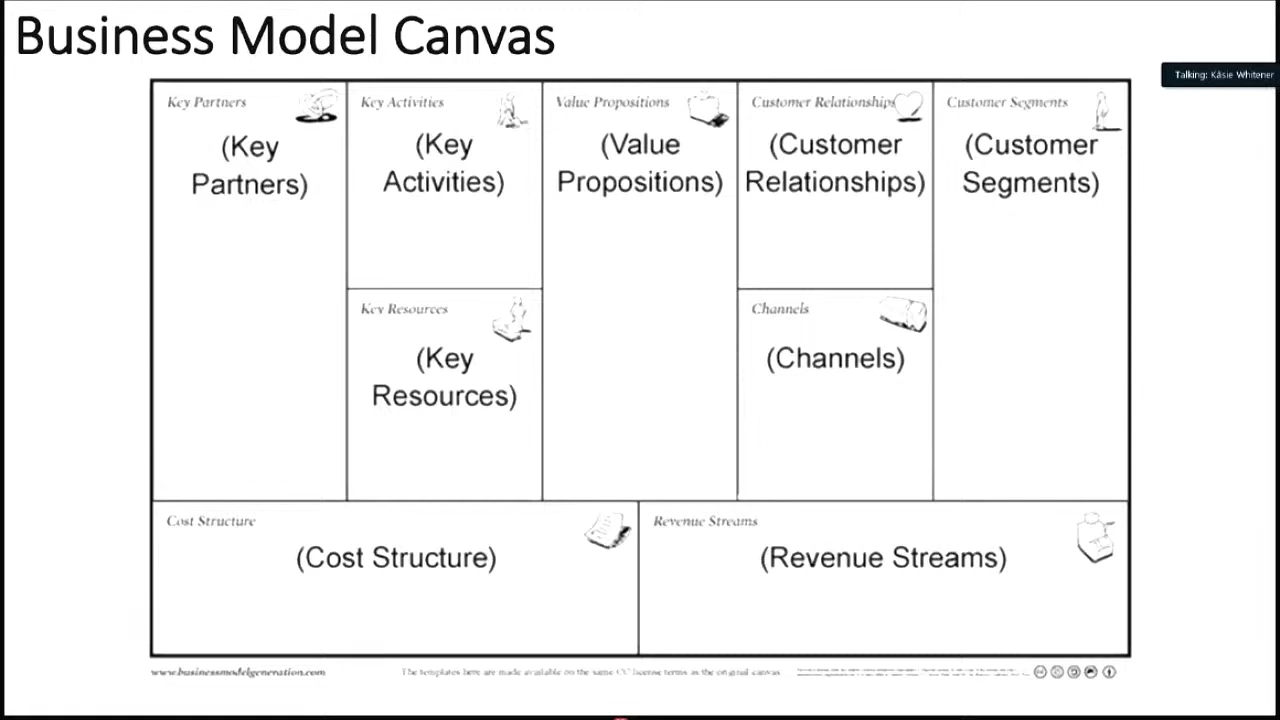 Business Model Canvas
Talking: Kāsie Whitener
Key Partners
(Key
Partners)
Key Activities
(Key
Activities)
Key Resources
(Key
Resources)
Value Propositions
(Value
Propositions)
Customer Relationships
(Customer
Relationships)
Channels
(Channels)
Customer Segments
(Customer
Segments)
Cost Structure
(Cost Structure)
Revenue Streams
(Revenue Streams)
www.businessmodelgeneration.com
The templates here are made available on the same CC license terms as the original canvas